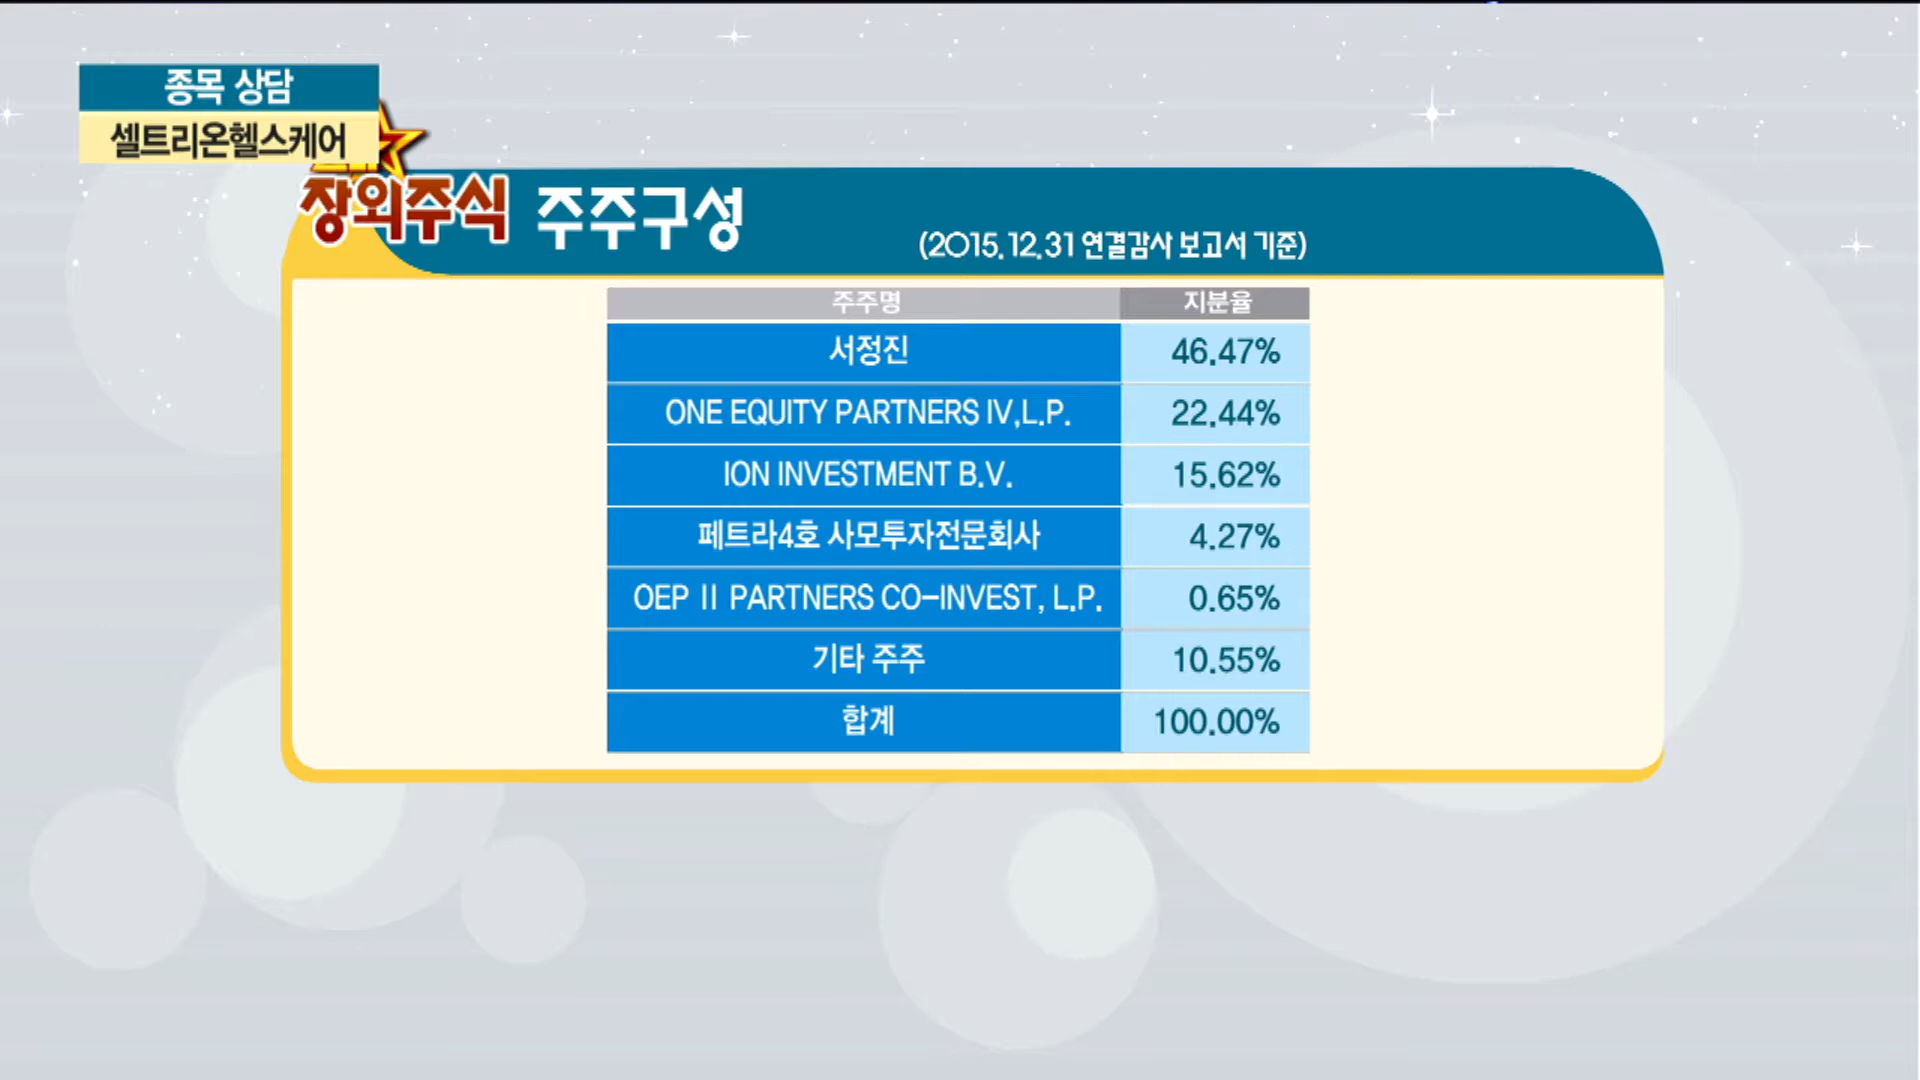 종목 상담
셀트리온헬스케어
장외주식 주주구성 (2015.12.31 연결감사 보고서 기준)
주주명 지분율
서정진 46.47%
ONE EQUITY PARTNERS IV,L.P. 22.44%
ION INVESTMENT B.V. 15.62%
페트라4호 사모투자전문회사 4.27%
OEP II PARTNERS CO-INVEST, L.P. 0.65%
기타 주주 10.55%
합계 100.00%